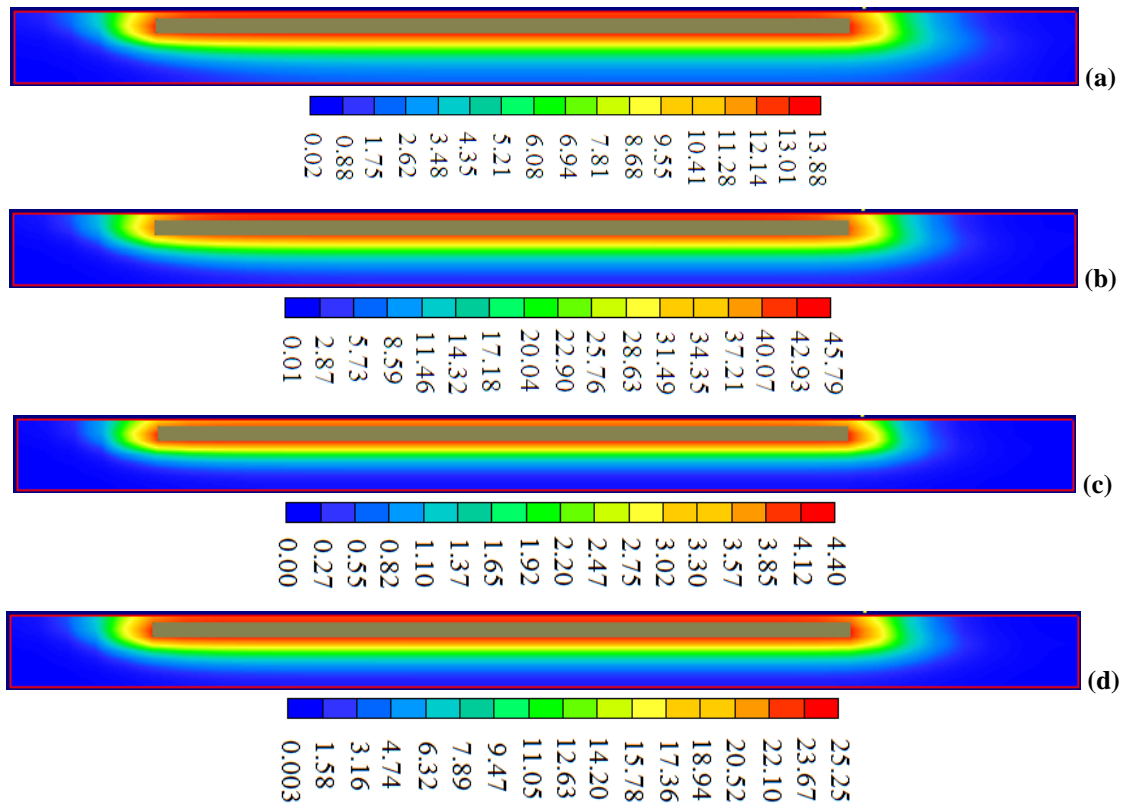 (a)
0.02 0.88 1.75 2.62 3.48 4.35 5.21 6.08 6.94 7.81 8.68 9.55 10.41 11.28 12.14 13.01 13.88
(b)
0.01 2.87 5.73 8.59 11.46 14.32 17.18 20.04 22.90 25.76 28.63 31.49 34.35 37.21 40.07 42.93 45.79
(c)
0.00 0.27 0.55 0.82 1.10 1.37 1.65 1.92 2.20 2.47 2.75 3.02 3.30 3.57 3.85 4.12 4.40
(d)
0.003 1.58 3.16 4.74 6.32 7.89 9.47 11.05 12.63 14.20 15.78 17.36 18.94 20.52 22.10 23.67 25.25